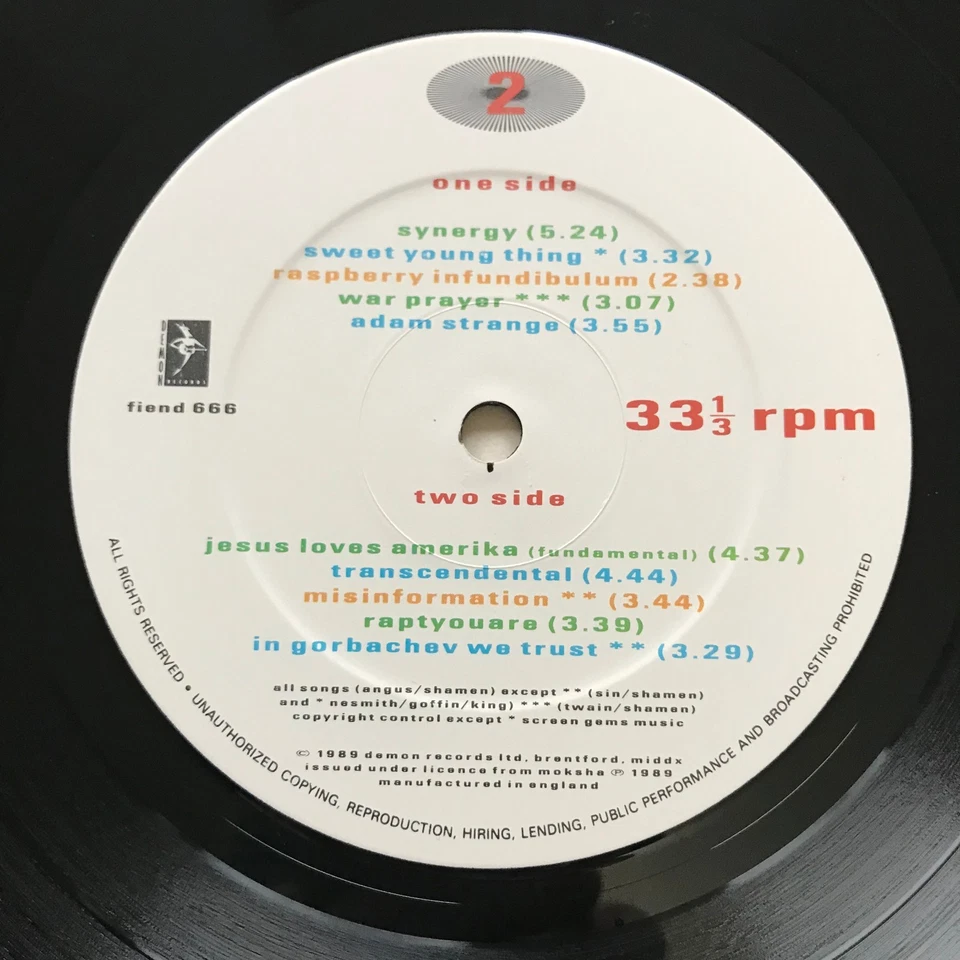 2
one side
synergy (5.24)
sweet young thing * (3.32)
raspberry infundibulum (2.38)
war prayer *** (3.07)
adam strange (3.55)
DEMON
RECORDS
fiend 666
33 1/3 rpm
two side
jesus loves amerika (fundamental) (4.37)
transcendental (4.44)
misinformation ** (3.44)
raptyouare (3.39)
in gorbachev we trust ** (3.29)
all songs (angus/shamen) except ** (sin/shamen)
and * nesmith/goffin/king) *** (twain/shamen)
copyright control except * screen gems music
© 1989 demon records ltd, brentford, middx
issued under licence from moksha ℗ 1989
manufactured in england
ALL RIGHTS RESERVED • UNAUTHORIZED COPYING, REPRODUCTION, HIRING, LENDING, PUBLIC PERFORMANCE AND BROADCASTING PROHIBITED